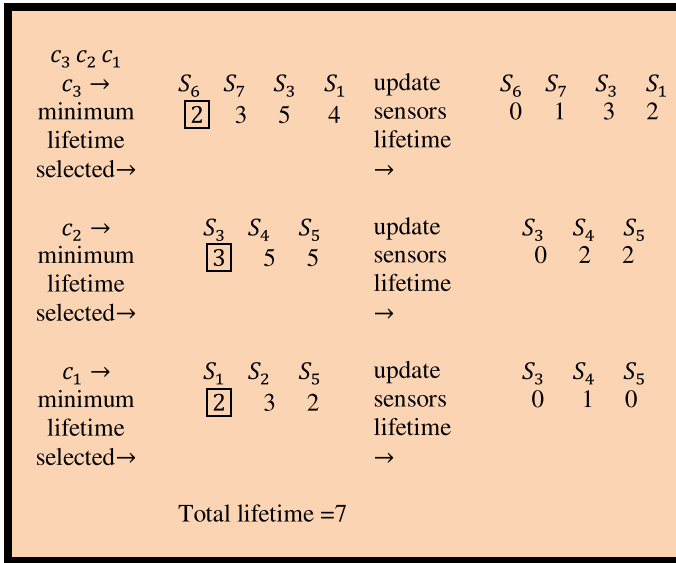 c₃ c₂ c₁
c₃ → S₆ S₇ S₃ S₁ update S₆ S₇ S₃ S₁
minimum 2 3 5 4 sensors 0 1 3 2
lifetime lifetime
selected→ →
c₂ → S₃ S₄ S₅ update S₃ S₄ S₅
minimum 3 5 5 sensors 0 2 2
lifetime lifetime
selected→ →
c₁ → S₁ S₂ S₅ update S₃ S₄ S₅
minimum 2 3 2 sensors 0 1 0
lifetime lifetime
selected→ →
Total lifetime =7